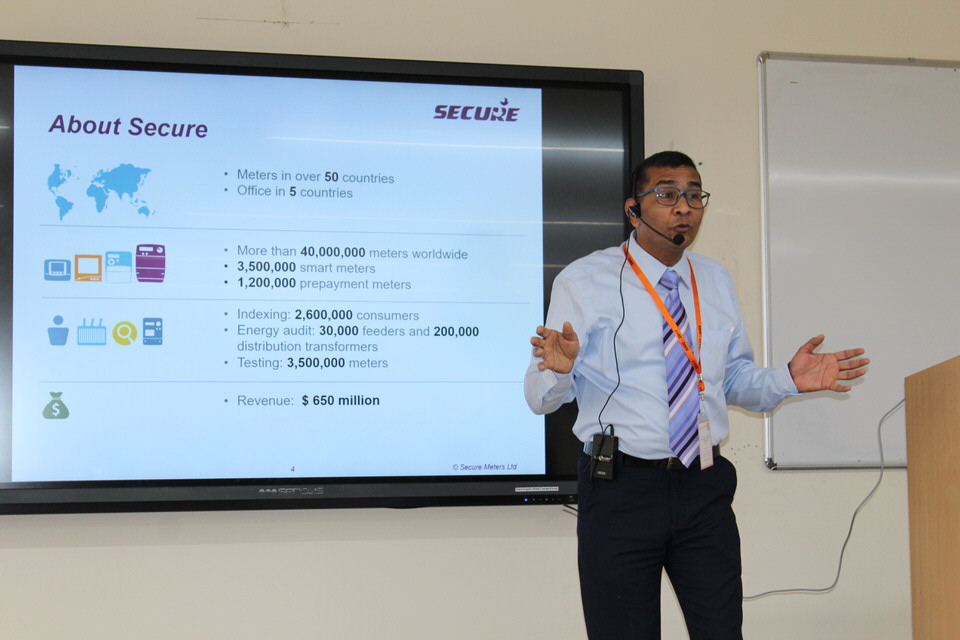 About Secure
SECURE
• Meters in over 50 countries
• Office in 5 countries
• More than 40,000,000 meters worldwide
• 3,500,000 smart meters
• 1,200,000 prepayment meters
• Indexing: 2,600,000 consumers
• Energy audit: 30,000 feeders and 200,000
distribution transformers
• Testing: 3,500,000 meters
$
• Revenue: $ 650 million
4
© Secure Meters Ltd